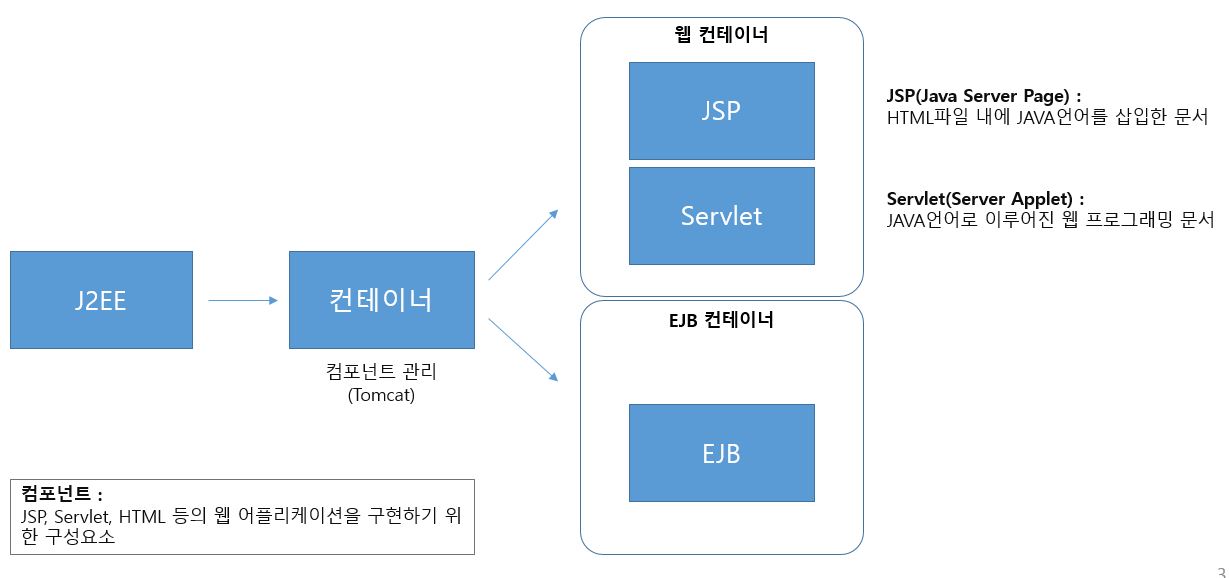 웹 컨테이너
JSP
JSP(Java Server Page) :
HTML파일 내에 JAVA언어를 삽입한 문서
Servlet
Servlet(Server Applet) :
JAVA언어로 이루어진 웹 프로그래밍 문서
J2EE
컨테이너
컴포넌트 관리
(Tomcat)
EJB 컨테이너
EJB
컴포넌트 :
JSP, Servlet, HTML 등의 웹 어플리케이션을 구현하기 위
한 구성요소
3